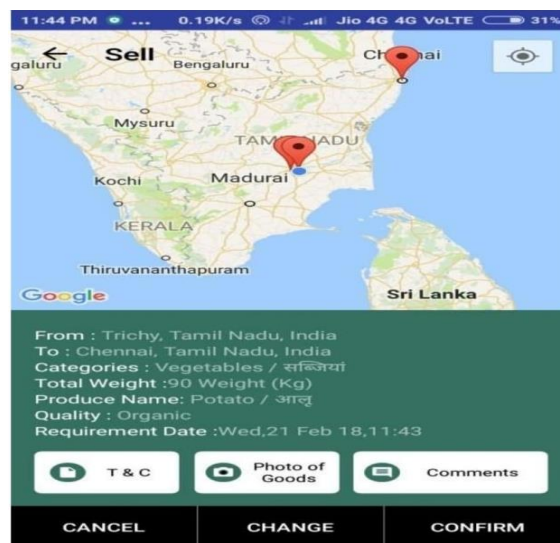 11:44 PM ... 0.19K/s Jio 4G 4G VoLTE 31%
Sell
galuru
Bengaluru
Mysuru
TAM NADU
Kochi
Madurai
KERALA
Thiruvananthapuram
Google
Sri Lanka
From : Trichy, Tamil Nadu, India
To : Chennai, Tamil Nadu, India
Categories : Vegetables / सब्जियां
Total Weight :90 Weight (Kg)
Produce Name: Potato / आलू
Quality : Organic
Requirement Date :Wed,21 Feb 18,11:43
T & C
Photo of
Goods
Comments
CANCEL CHANGE CONFIRM